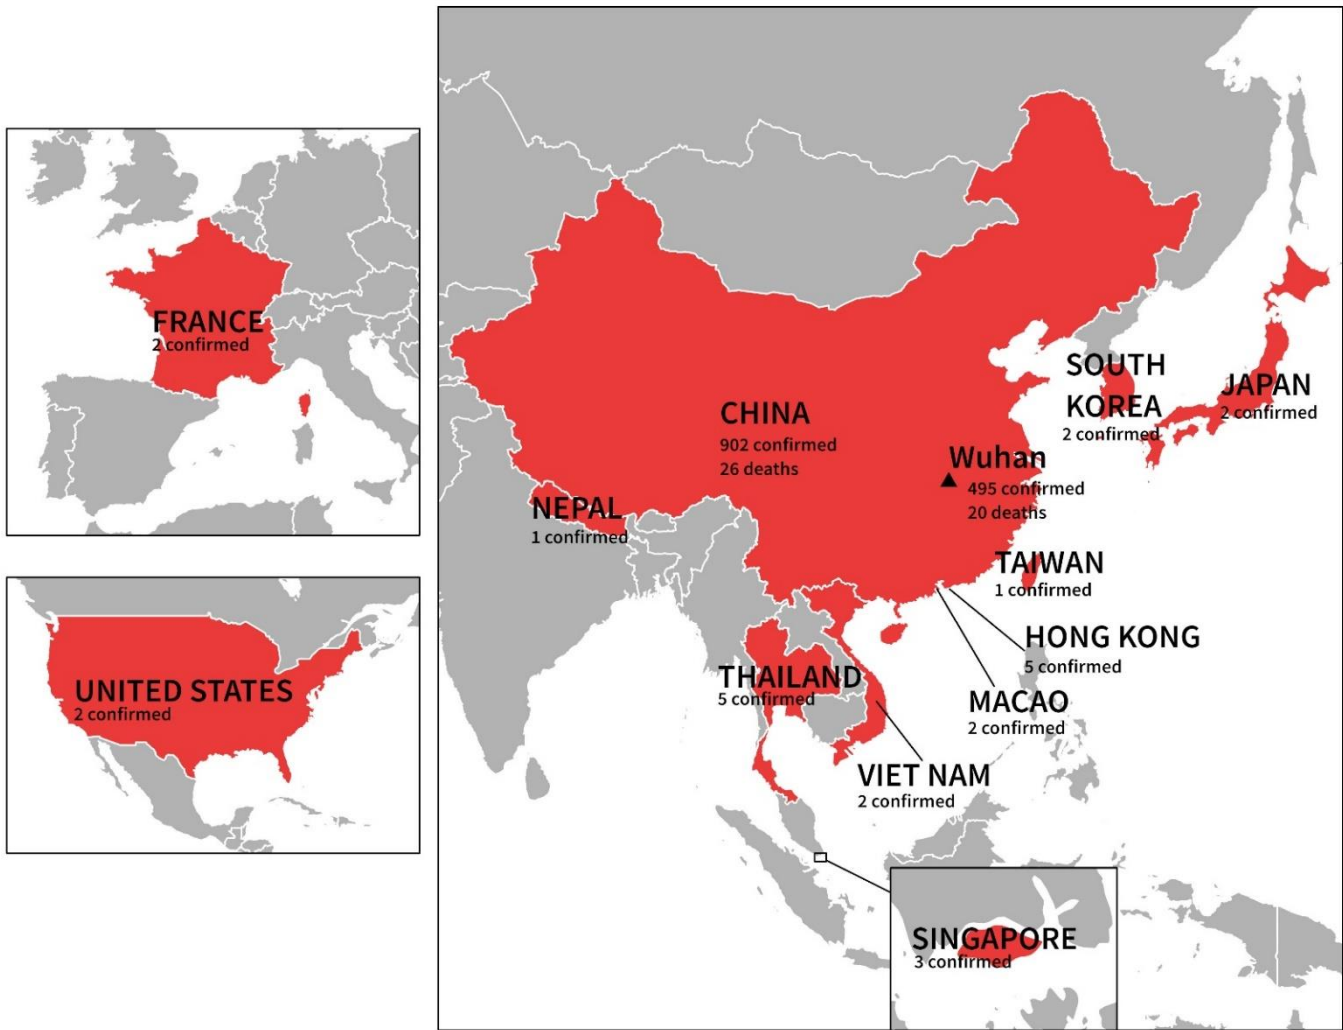 FRANCE
2 confirmed
UNITED STATES
2 confirmed
CHINA
902 confirmed
26 deaths
Wuhan
495 confirmed
20 deaths
SOUTH
KOREA
2 confirmed
JAPAN
2 confirmed
NEPAL
1 confirmed
TAIWAN
1 confirmed
HONG KONG
5 confirmed
MACAO
2 confirmed
THAILAND
5 confirmed
VIET NAM
2 confirmed
SINGAPORE
3 confirmed